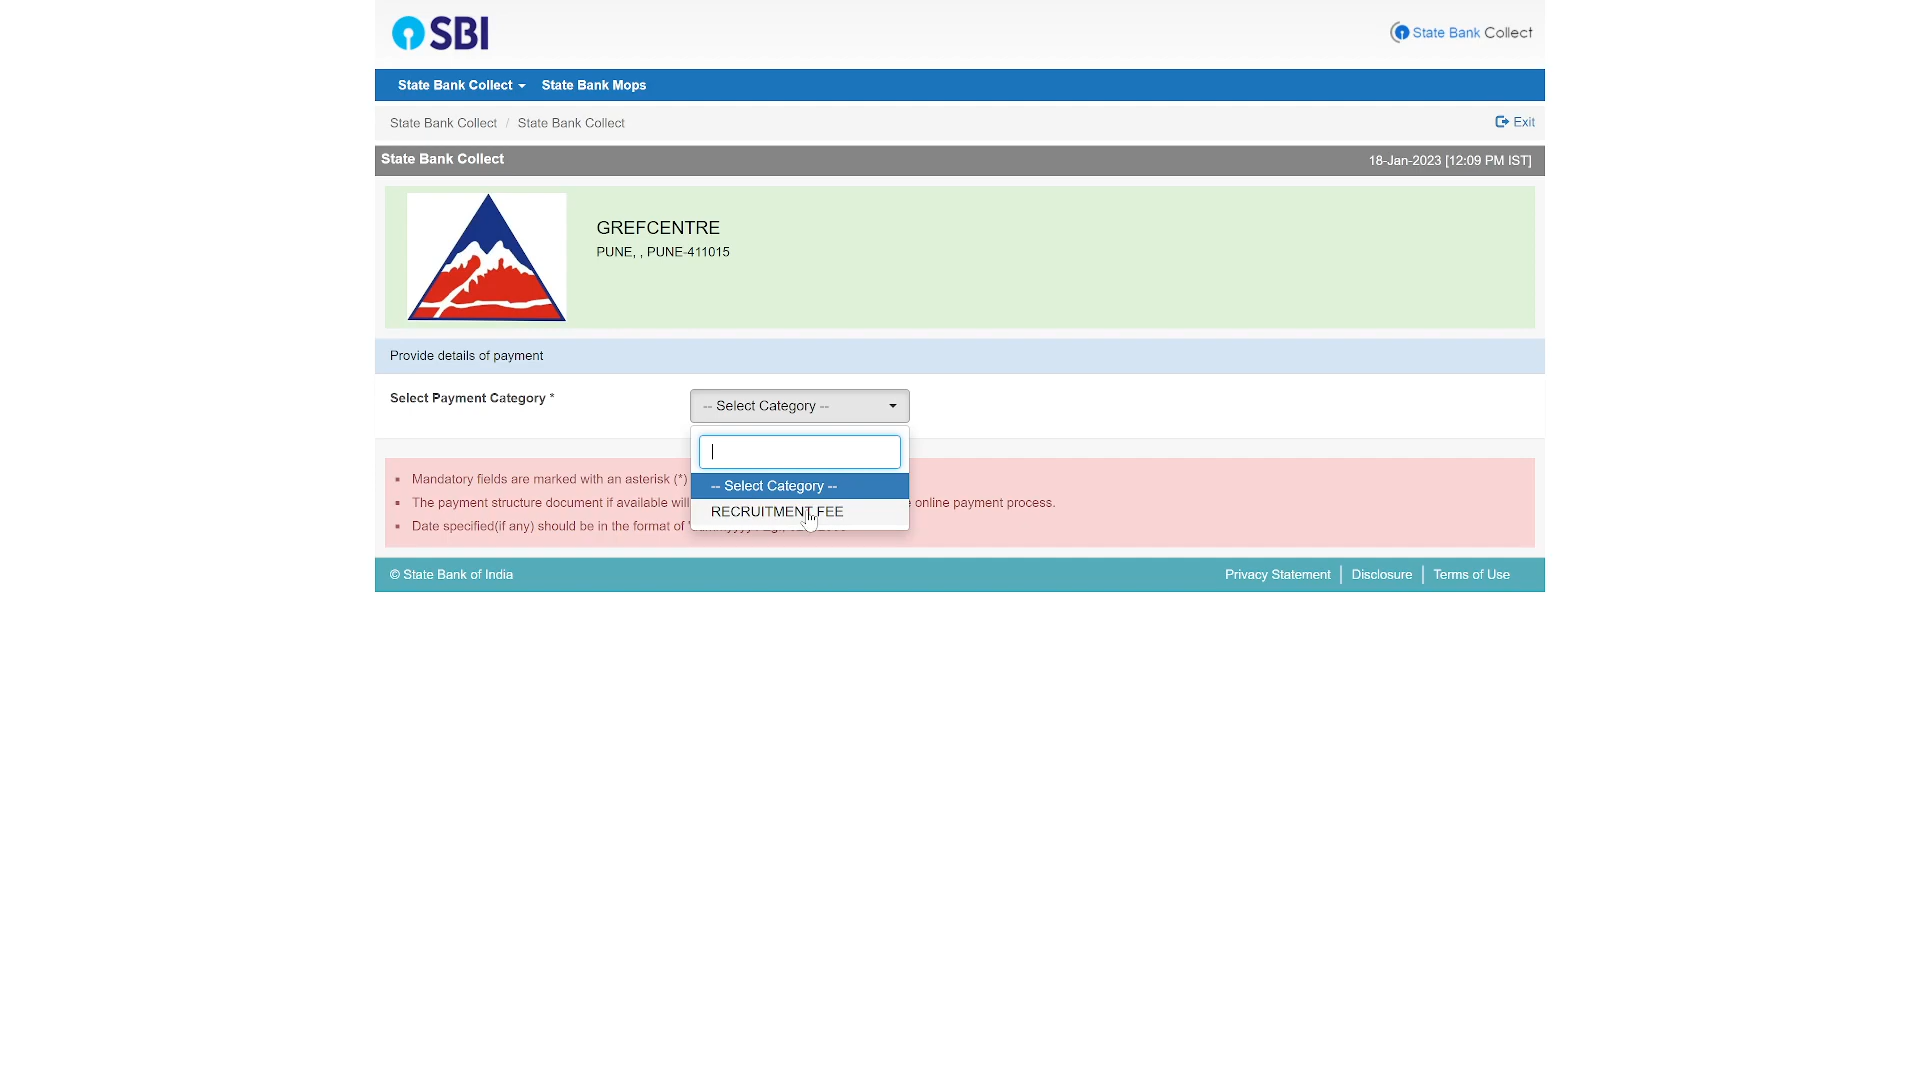 SBI
State Bank Collect
State Bank Collect State Bank Mops
State Bank Collect / State Bank Collect
Exit
State Bank Collect
18-Jan-2023 [12:09 PM IST]
GREFCENTRE
PUNE, , PUNE-411015
Provide details of payment
Select Payment Category *
-- Select Category --
-- Select Category --
RECRUITMENT FEE
Mandatory fields are marked with an asterisk (*)
The payment structure document if available will online payment process.
Date specified(if any) should be in the format of
© State Bank of India
Privacy Statement
Disclosure
Terms of Use